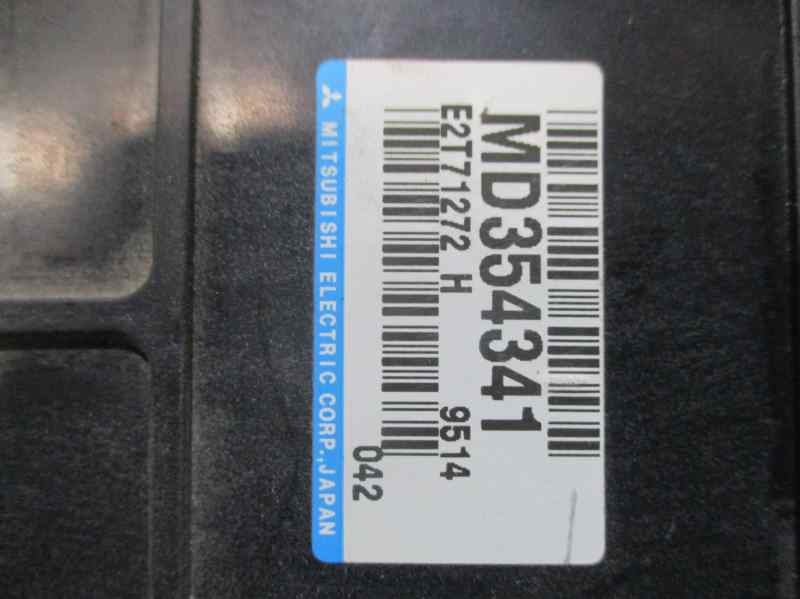 MD354341
E2T71272 H 9514
042
MITSUBISHI ELECTRIC CORP.,JAPAN